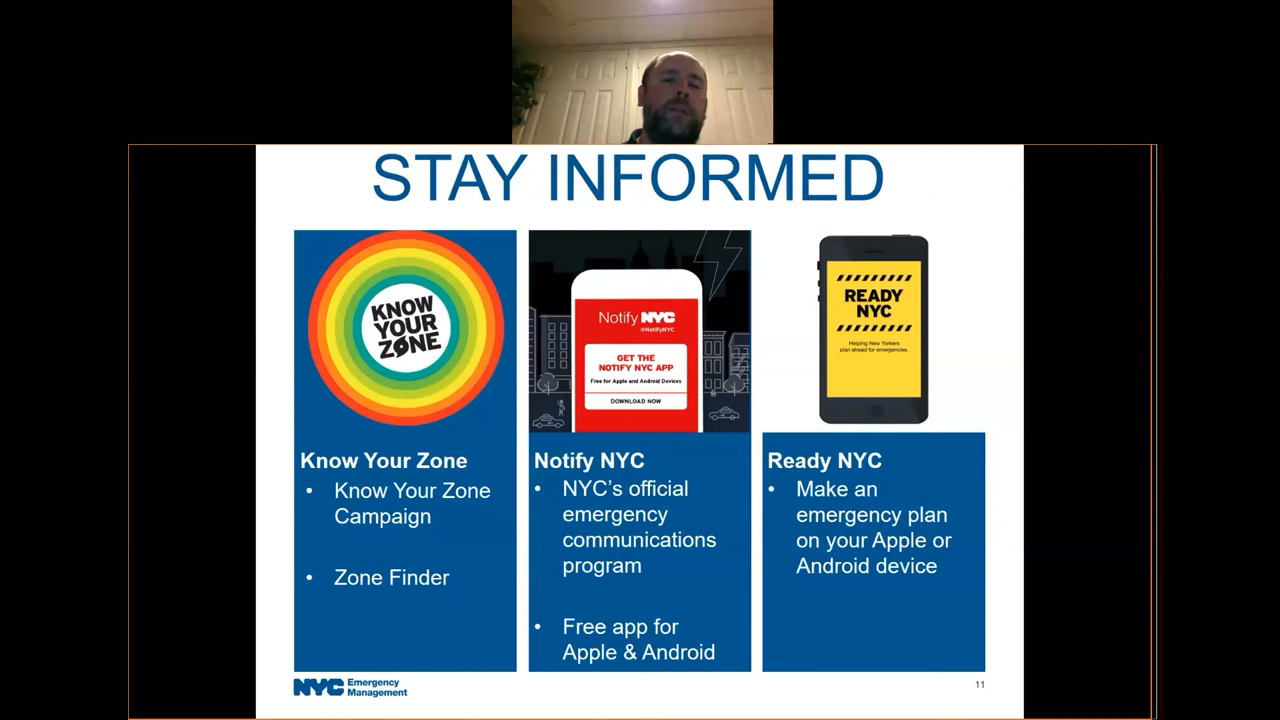 STAY INFORMED
KNOW
YOUR
ZONE
Notify NYC
@NotifyNYC
GET THE
NOTIFY NYC APP
Free for Apple and Android Devices
DOWNLOAD NOW
READY
NYC
Helping New Yorkers
plan ahead for emergencies.
Know Your Zone
• Know Your Zone
Campaign
• Zone Finder
Notify NYC
• NYC’s official
emergency
communications
program
• Free app for
Apple & Android
Ready NYC
• Make an
emergency plan
on your Apple or
Android device
NYC Emergency
Management
11